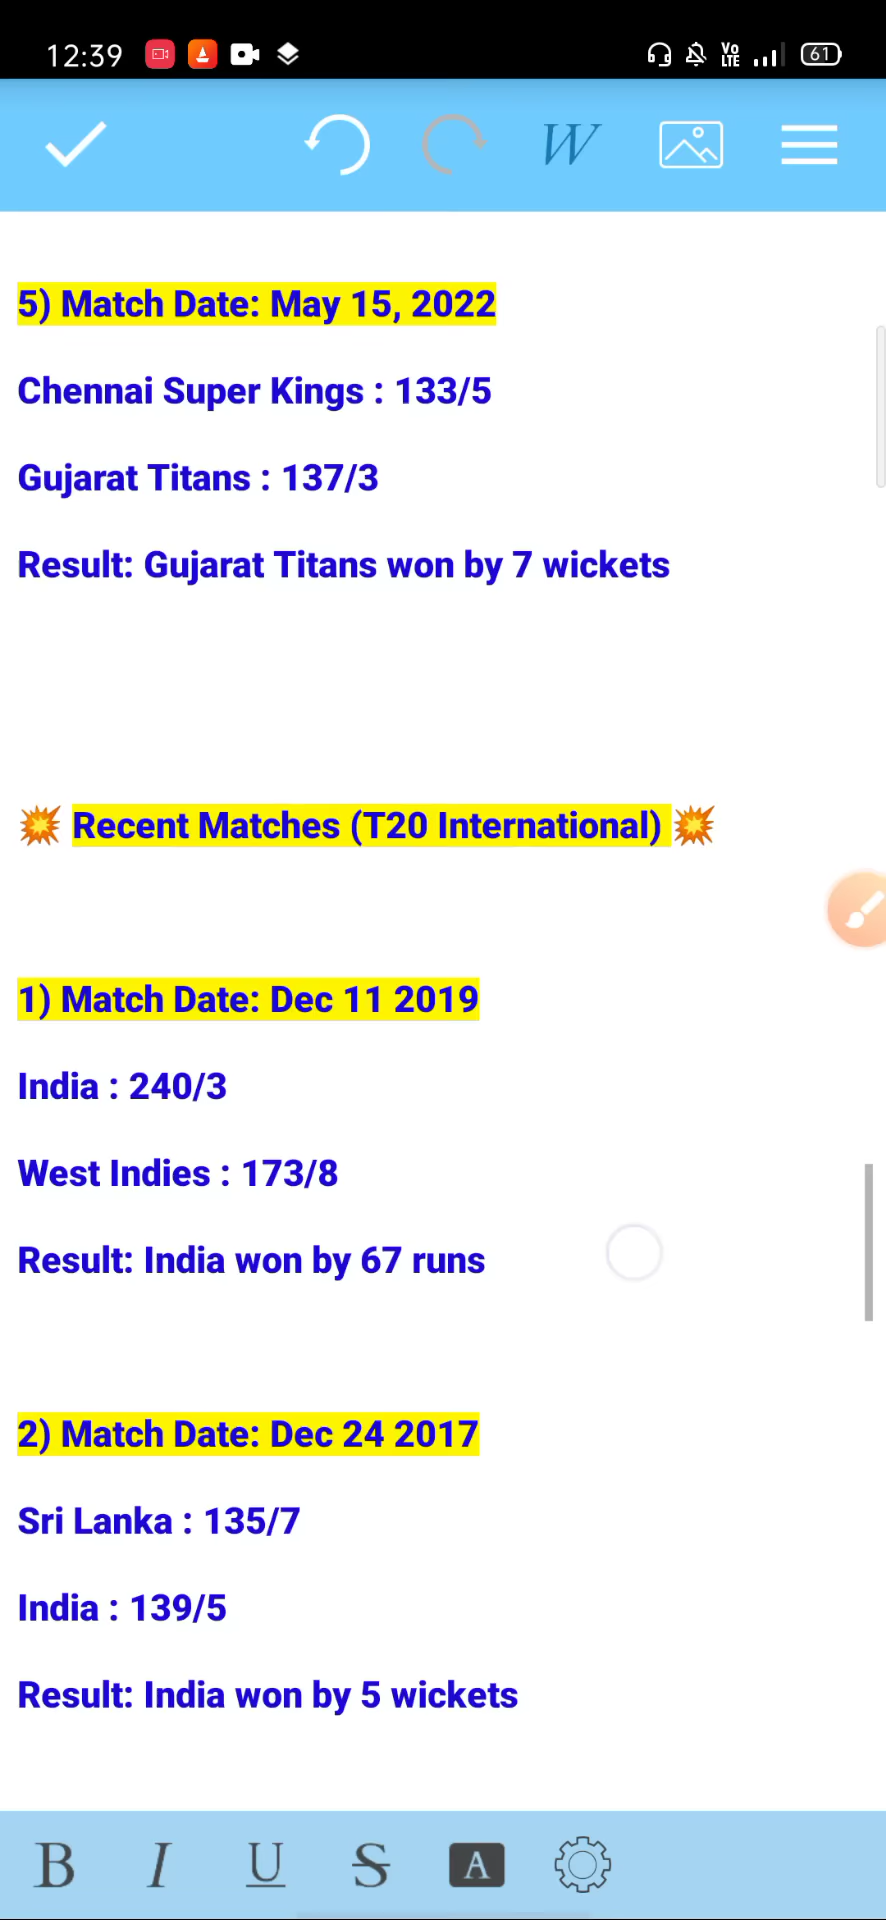 12:39
Vo LTE
61
W
5) Match Date: May 15, 2022
Chennai Super Kings : 133/5
Gujarat Titans : 137/3
Result: Gujarat Titans won by 7 wickets
💥 Recent Matches (T20 International) 💥
1) Match Date: Dec 11 2019
India : 240/3
West Indies : 173/8
Result: India won by 67 runs
2) Match Date: Dec 24 2017
Sri Lanka : 135/7
India : 139/5
Result: India won by 5 wickets
B I U S A